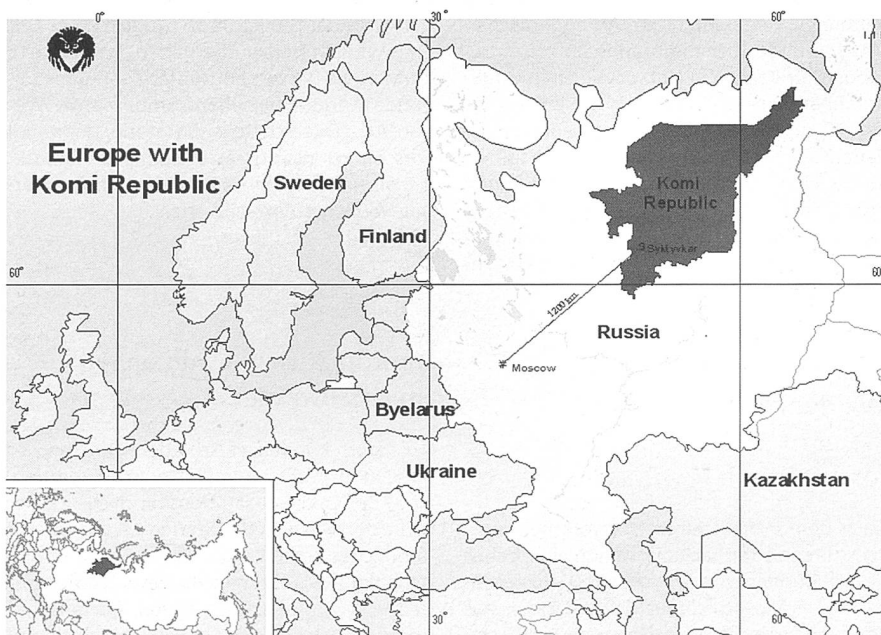 0°
30°
60°
Europe with
Komi Republic
Sweden
Finland
Komi
Republic
Syktyvkar
60°
60
1200 km.
Russia
Moscow
Byelarus
Ukraine
Kazakhstan
30°
60°